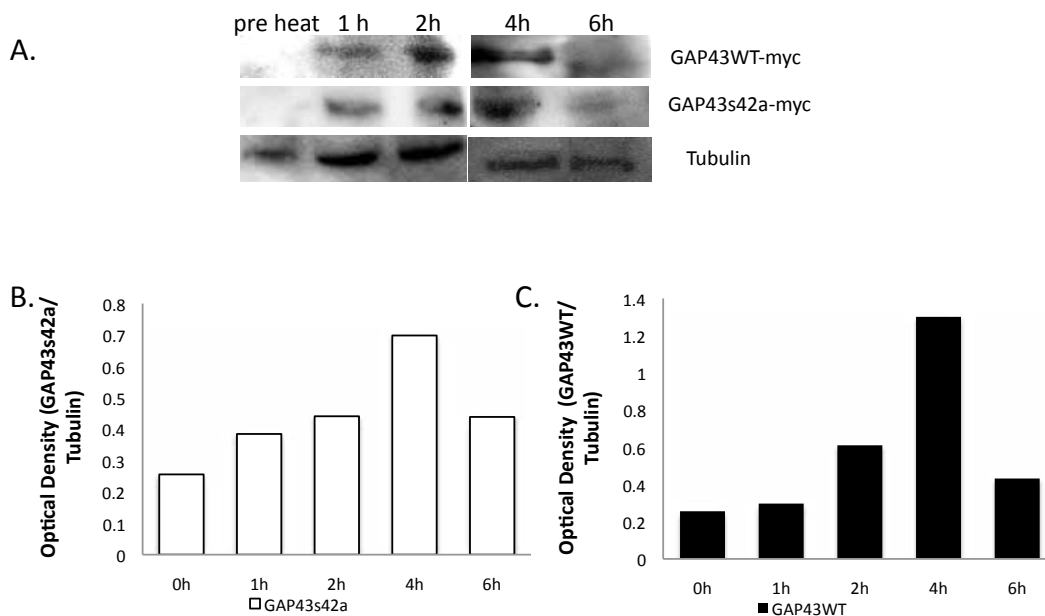 A.
pre heat 1 h 2h 4h 6h
GAP43WT-myc
GAP43s42a-myc
Tubulin
B.
Optical Density (GAP43s42a/
Tubulin)
0.8
0.7
0.6
0.5
0.4
0.3
0.2
0.1
0
0h 1h 2h 4h 6h
GAP43s42a
C.
Optical Density (GAP43WT/
Tubulin)
1.4
1.2
1
0.8
0.6
0.4
0.2
0
0h 1h 2h 4h 6h
GAP43WT